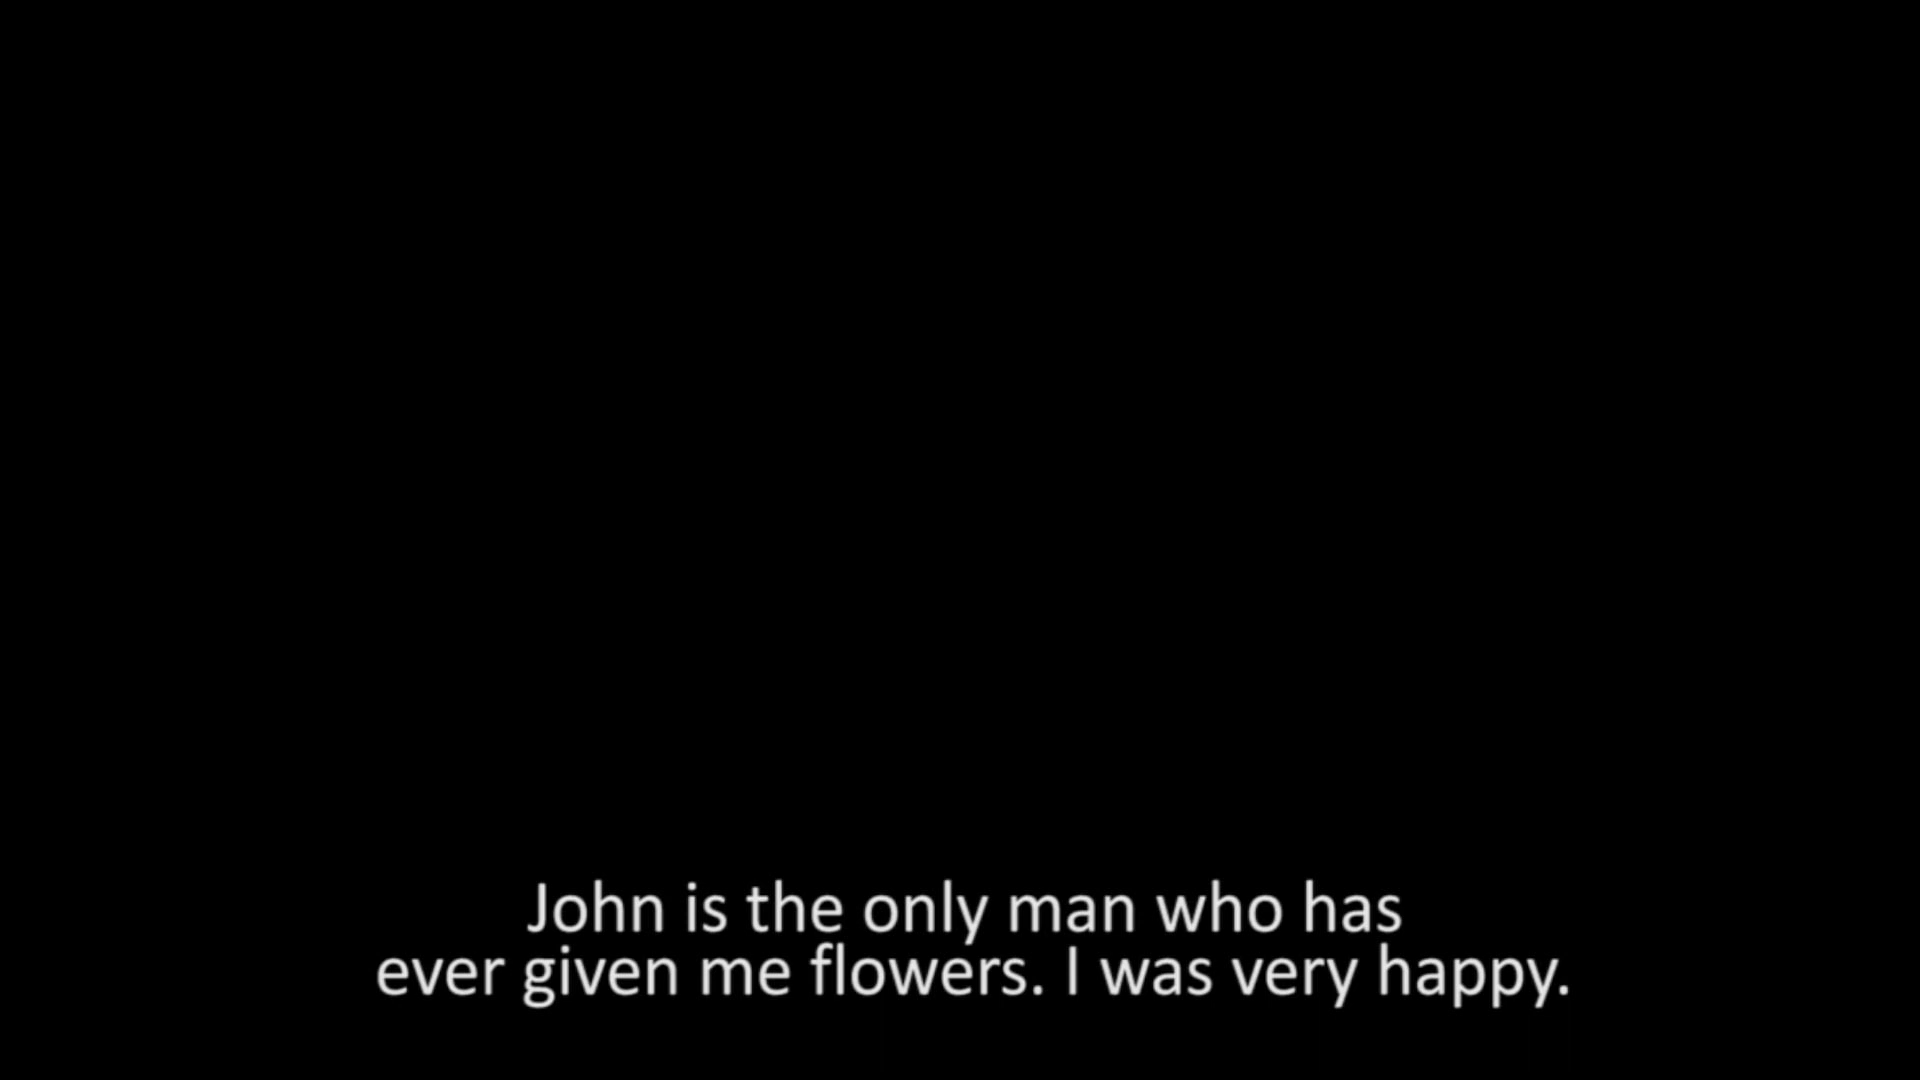 John is the only man who has
ever given me flowers. I was very happy.